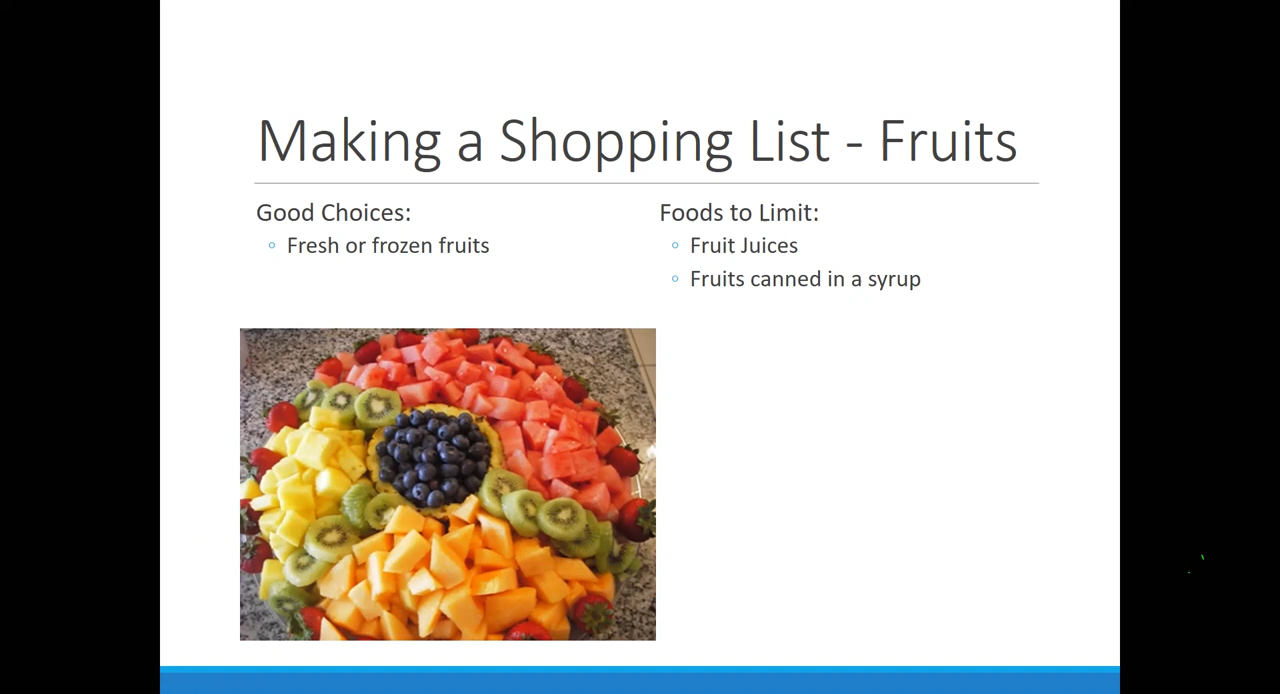 Making a Shopping List - Fruits
Good Choices:
Fresh or frozen fruits
Foods to Limit:
Fruit Juices
Fruits canned in a syrup